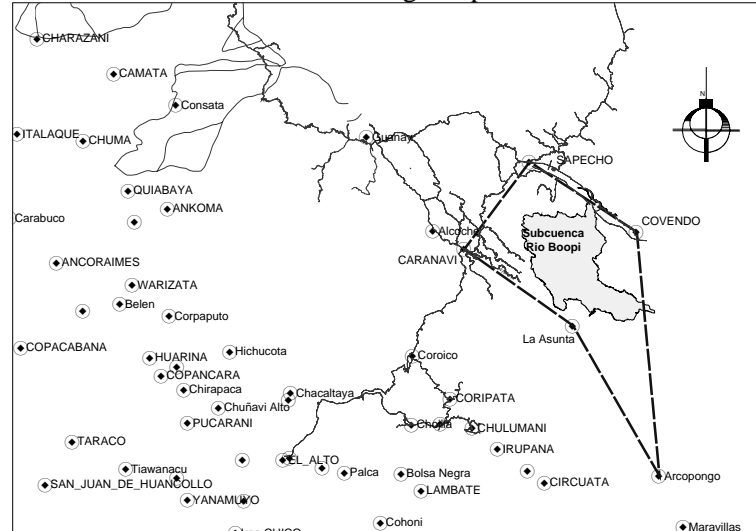 CHARAZANI
CAMATA
Consata
N
ITALAQUE
CHUMA
Guanay
SAPECHO
QUIABAYA
ANKOMA
Carabuco
COVENDO
Alcoche
Subcuenca
Rio Boopi
CARANAVI
ANCORAIMES
WARIZATA
Belen
Corpaputo
La Asunta
COPACABANA
HUARINA
Hichucota
Coroico
COPANCARA
Chirapaca
Chacaltaya
Chuñavi Alto
CORIPATA
PUCARANI
Cholla
CHULUMANI
TARACO
IRUPANA
EL_ALTO
Tiawanacu
Palca
Bolsa Negra
Arcopongo
SAN_JUAN_DE_HUANCOLLO
CIRCUATA
LAMBATE
YANAMUYO
Cohoni
Maravillas